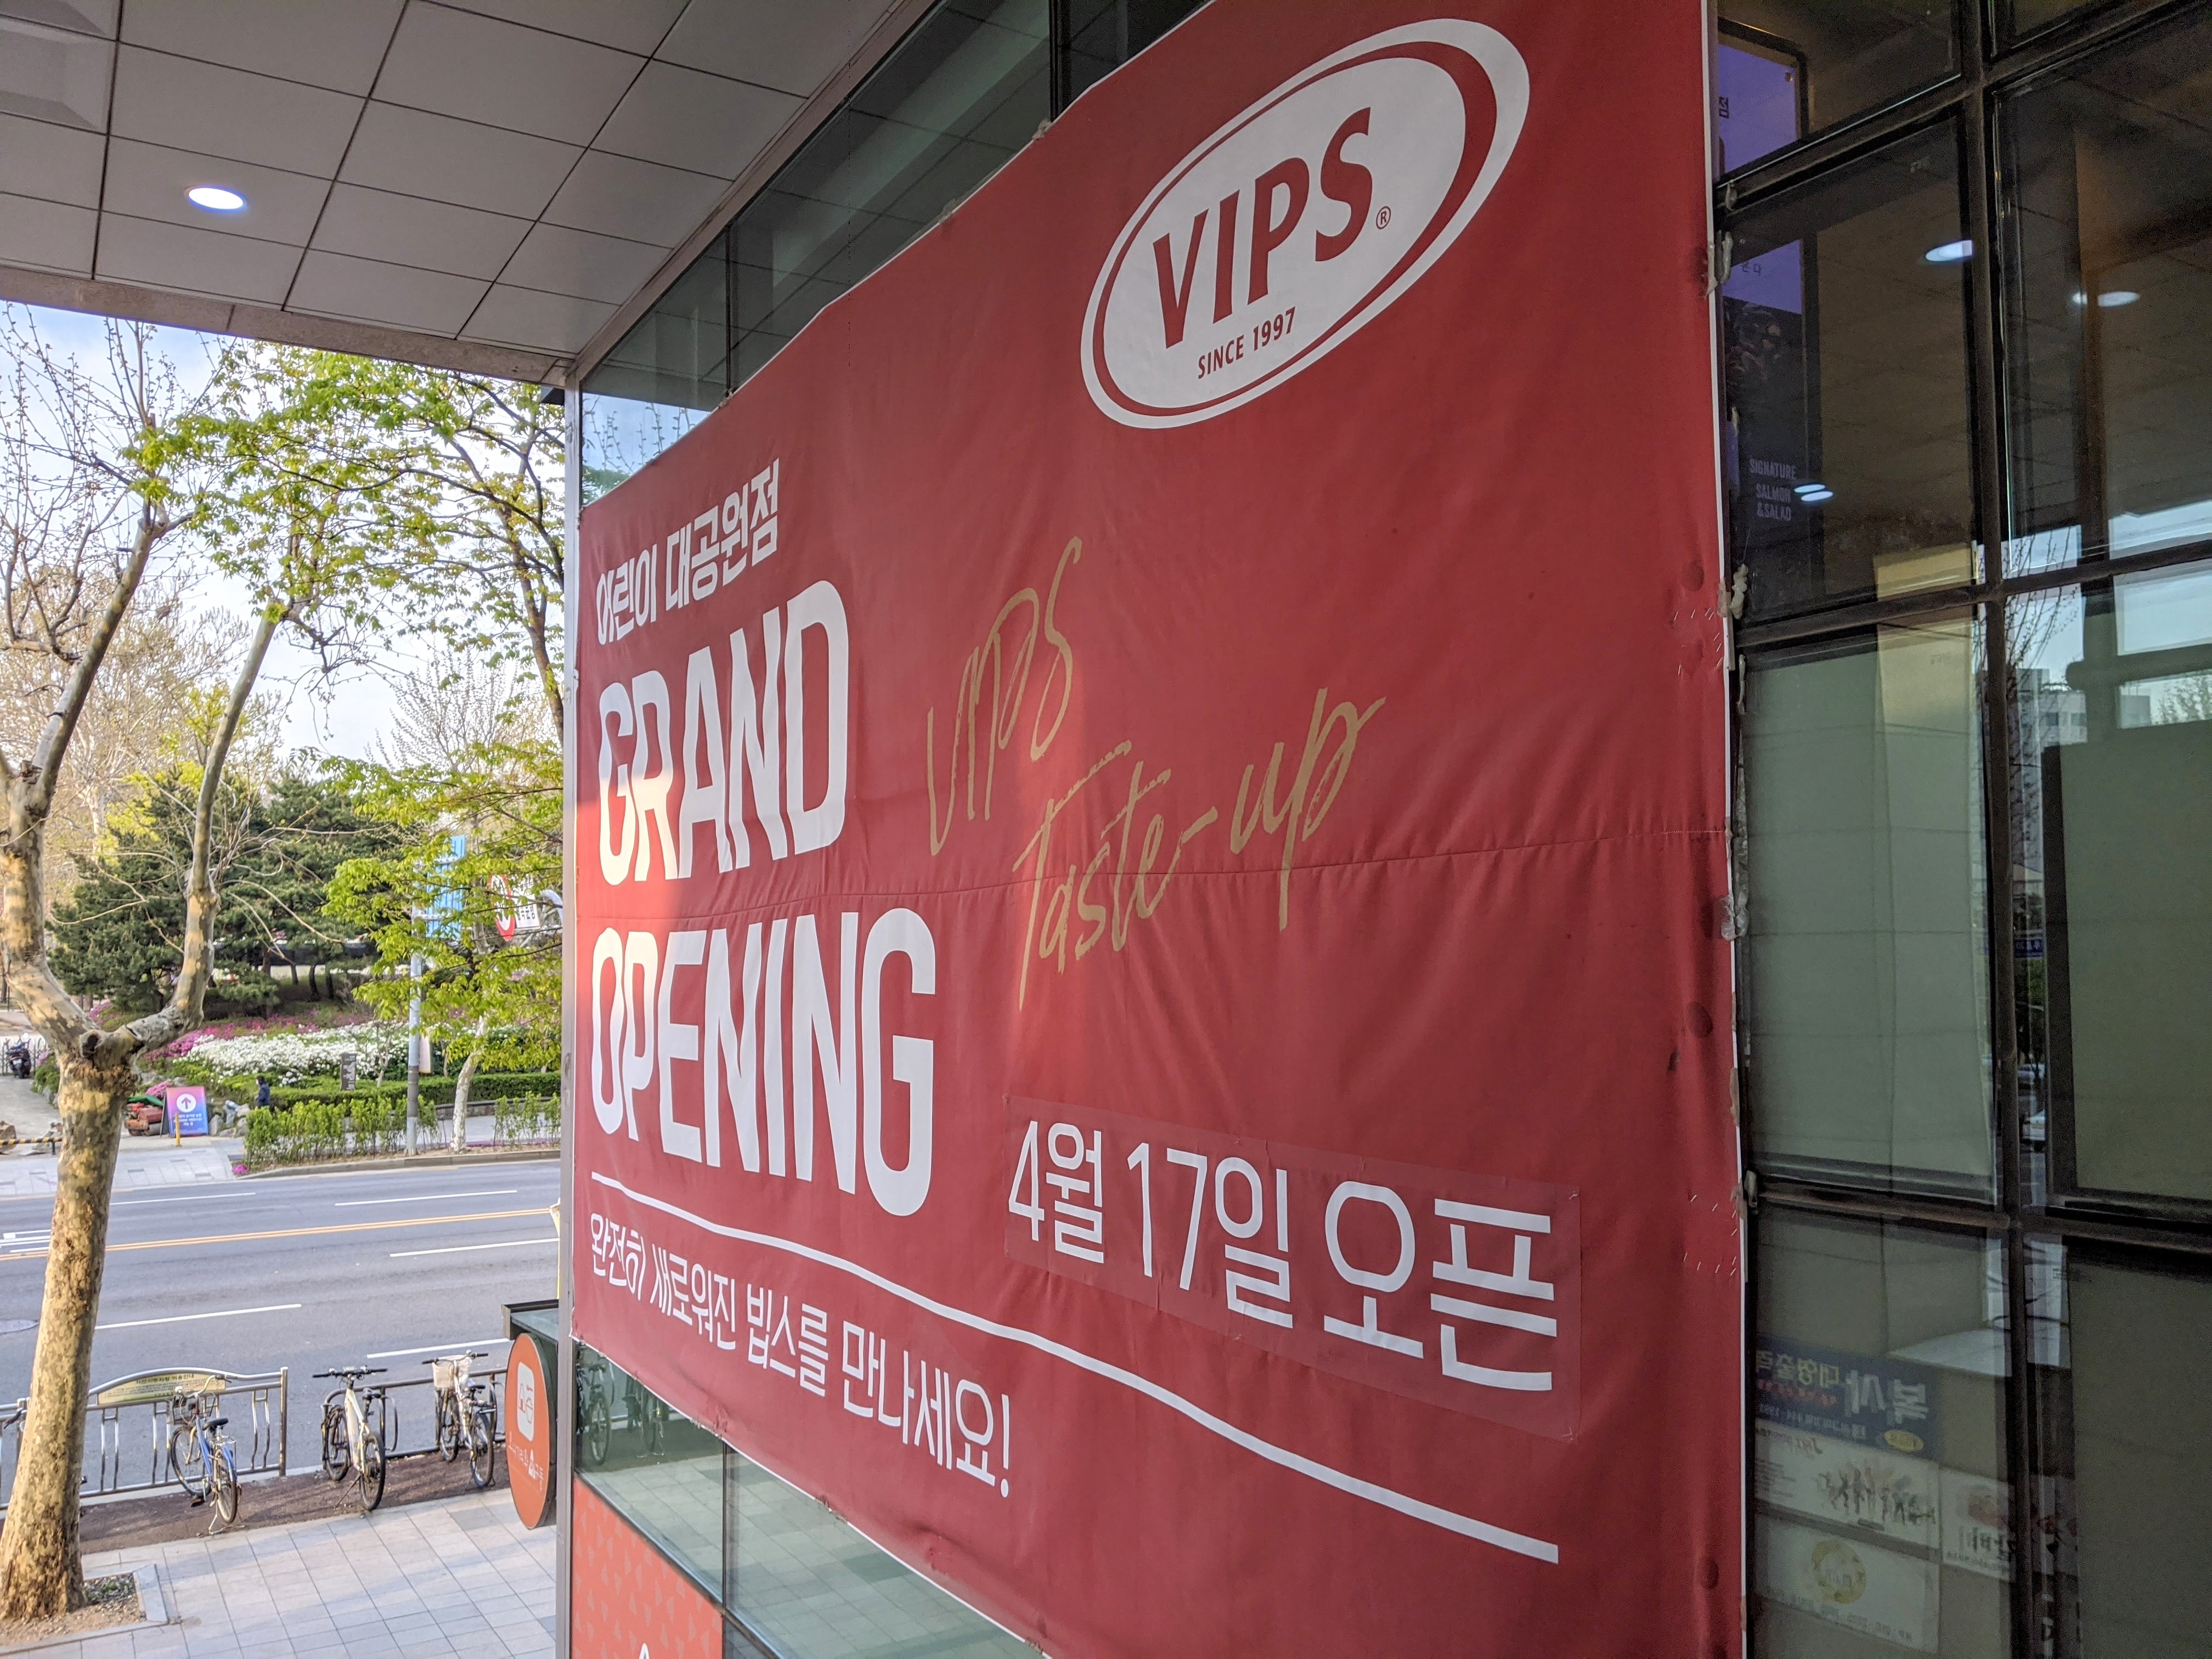 VIPS®
SINCE 1997
어린이 대공원점
GRAND
OPENING
VIPS
Taste-up
4월 17일 오픈
완전히 새로워진 빕스를 만나세요!
SIGNATURE
SALMON
&SALAD